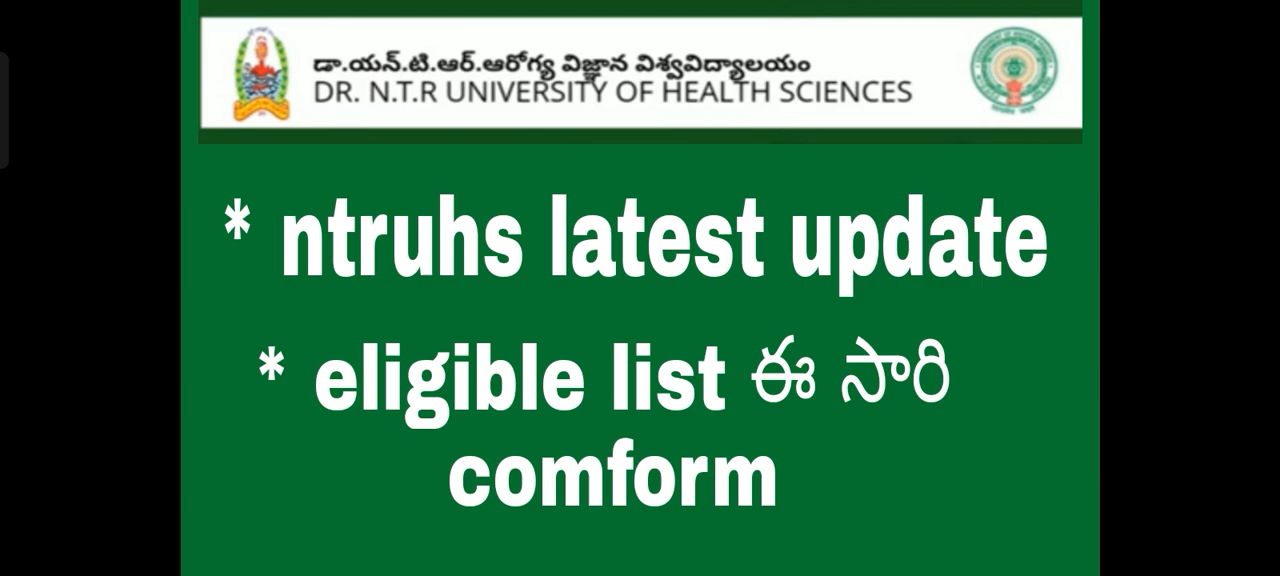 డా.యన్.టి.ఆర్.ఆరోగ్య విజ్ఞాన విశ్వవిద్యాలయం
DR. N.T.R UNIVERSITY OF HEALTH SCIENCES
* ntruhs latest update
* eligible list ఈ సారి
comform